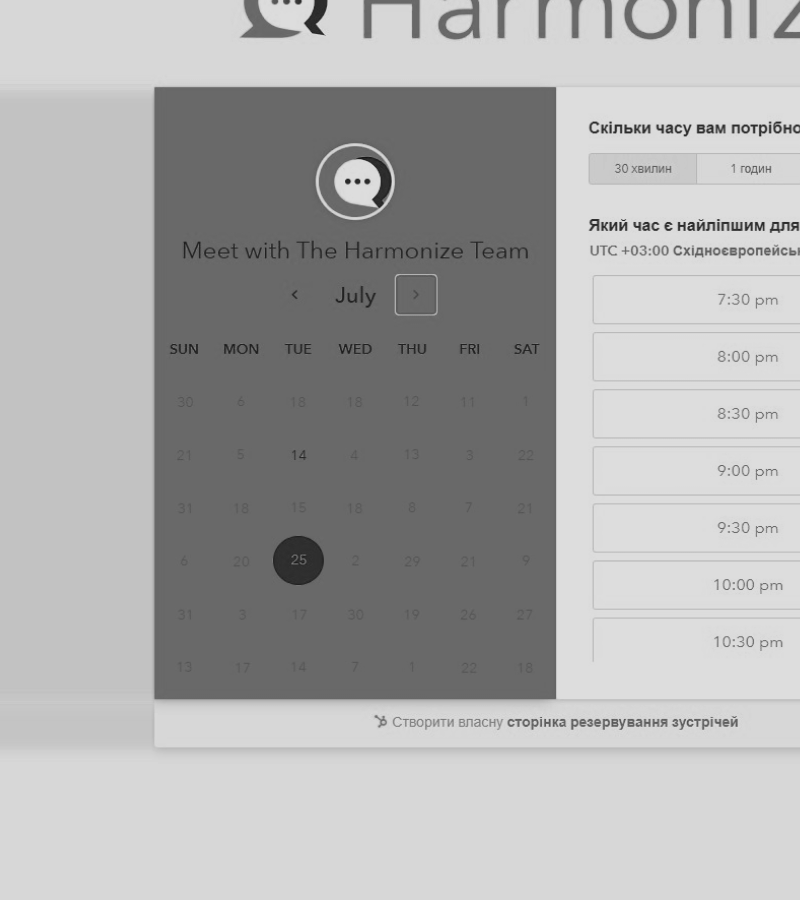 Harmoniz
Meet with The Harmonize Team
July
SUN MON TUE WED THU FRI SAT
30 6 18 18 12 11 1
21 5 14 4 13 3 22
31 18 15 18 8 7 21
6 20 25 2 29 21 9
31 3 17 30 19 26 27
13 17 14 7 1 22 18
Скільки часу вам потрібно
30 хвилин 1 годин
Який час є найліпшим для
UTC +03:00 Східноєвропейсь
7:30 pm
8:00 pm
8:30 pm
9:00 pm
9:30 pm
10:00 pm
10:30 pm
Створити власну сторінка резервування зустрічей